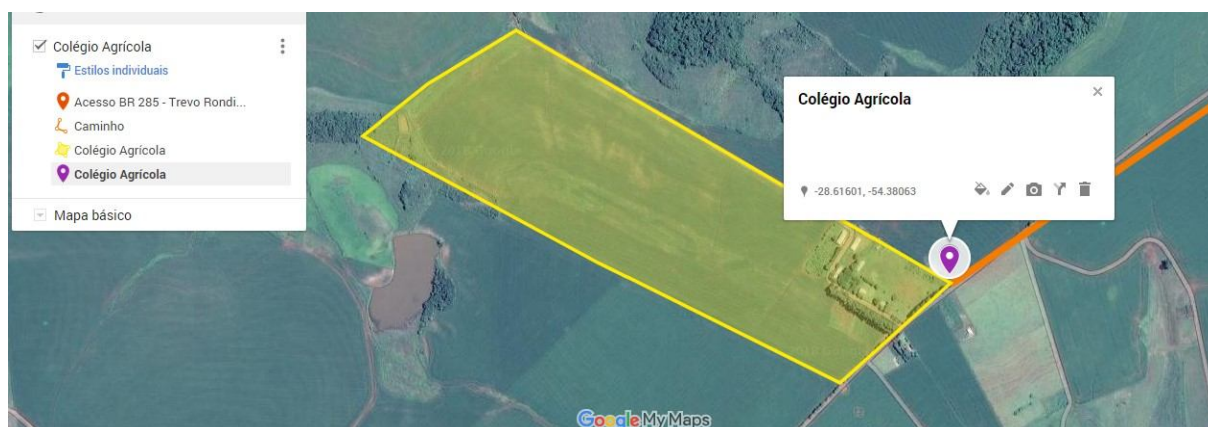 Colégio Agrícola
Estilos individuais
Acesso BR 285 - Trevo Rondi...
Caminho
Colégio Agrícola
Colégio Agrícola
Mapa básico
Colégio Agrícola
-28.61601, -54.38063
Google My Maps